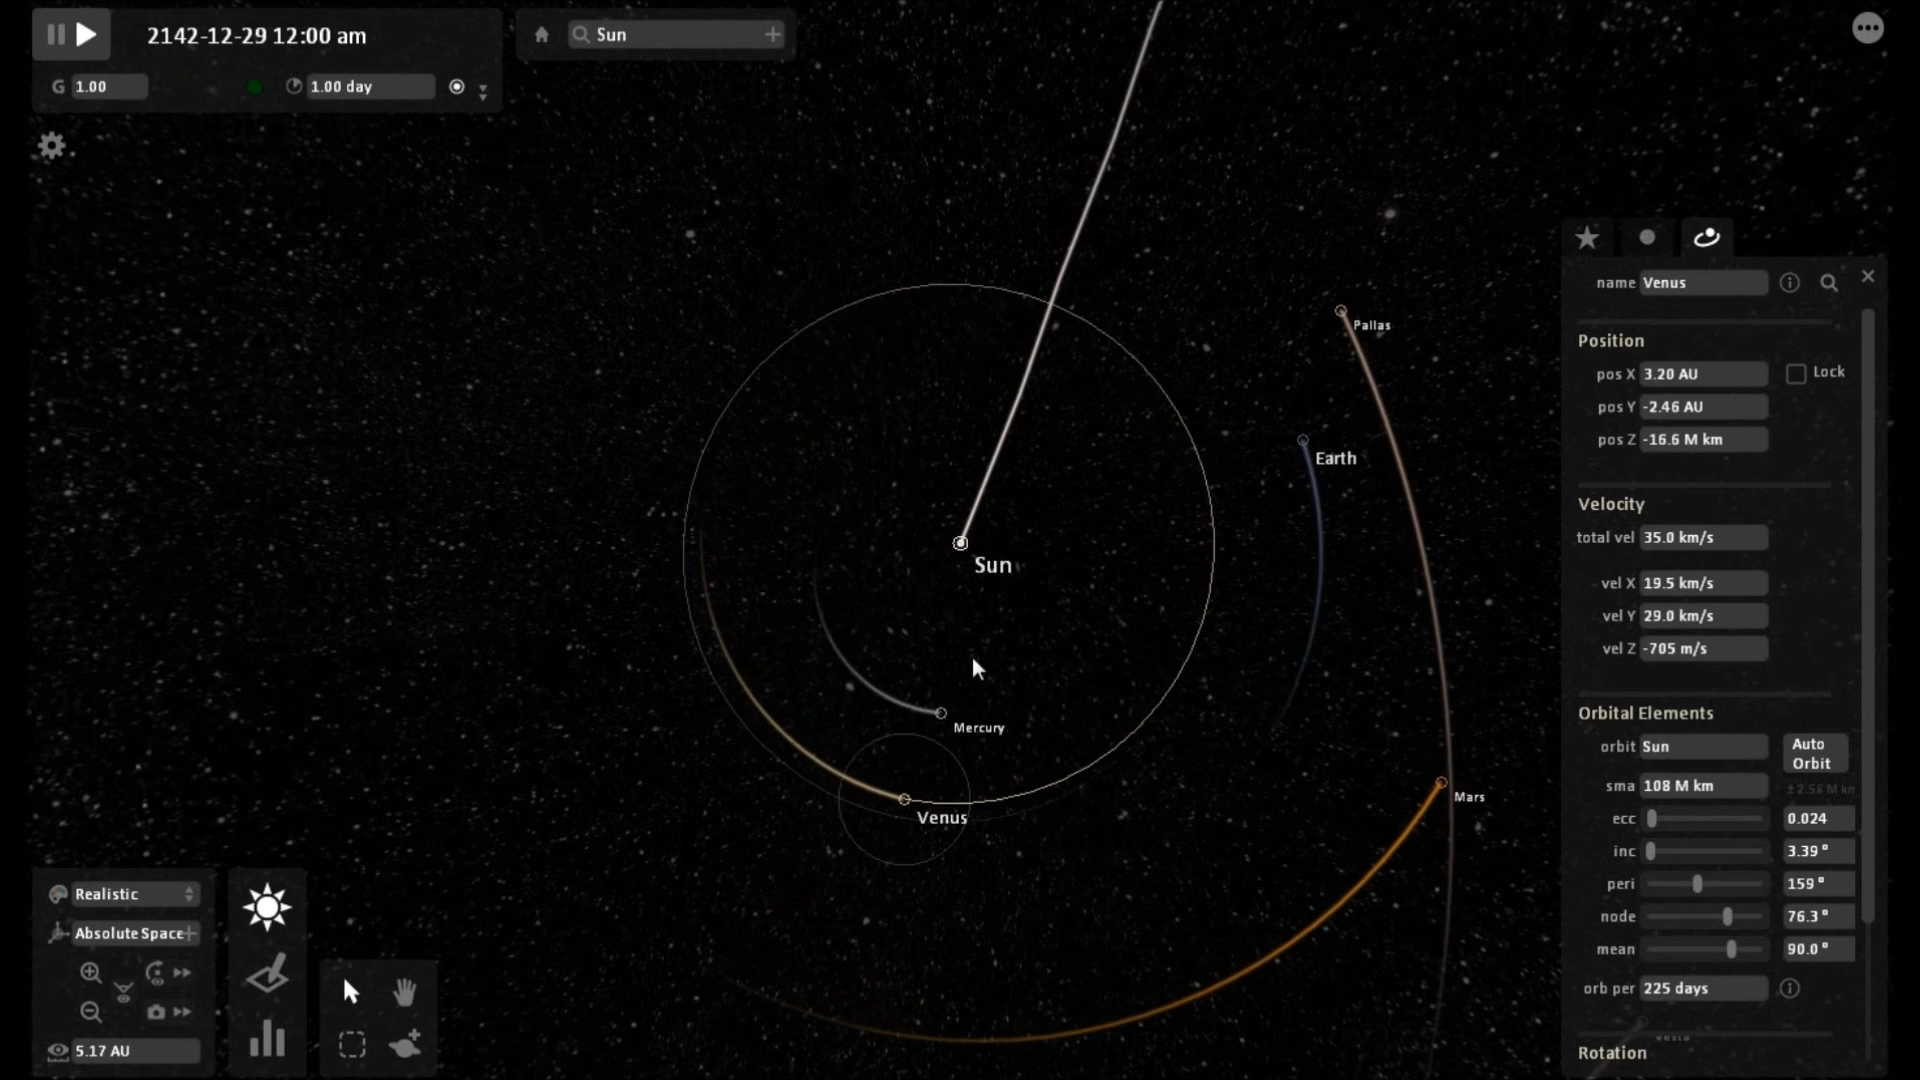 2142-12-29 12:00 am
Sun
G 1.00
1.00 day
Pallas
Earth
Sun
Mercury
Venus
Mars
name Venus
Position
pos X 3.20 AU
Lock
pos Y -2.46 AU
pos Z -16.6 M km
Velocity
total vel 35.0 km/s
vel X 19.5 km/s
vel Y 29.0 km/s
vel Z -705 m/s
Orbital Elements
orbit Sun
Auto
Orbit
sma 108 M km
±2.56 M km
ecc 0.024
inc 3.39 °
peri 159 °
node 76.3 °
mean 90.0 °
orb per 225 days
Rotation
Realistic
Absolute Space
5.17 AU